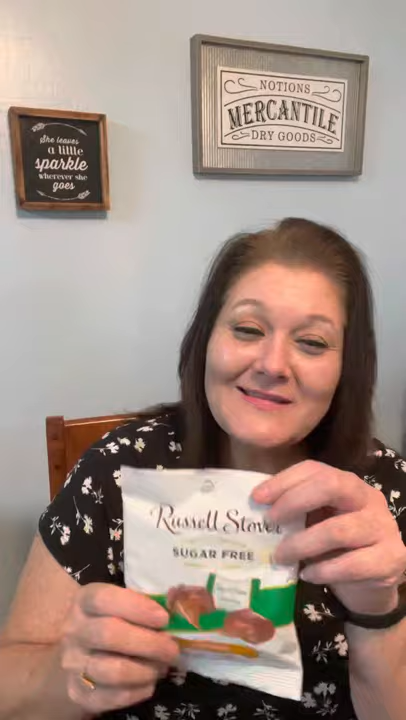 NOTIONS
MERCANTILE
DRY GOODS
She leaves
a little
sparkle
wherever she
goes
Russell Stover
SUGAR FREE